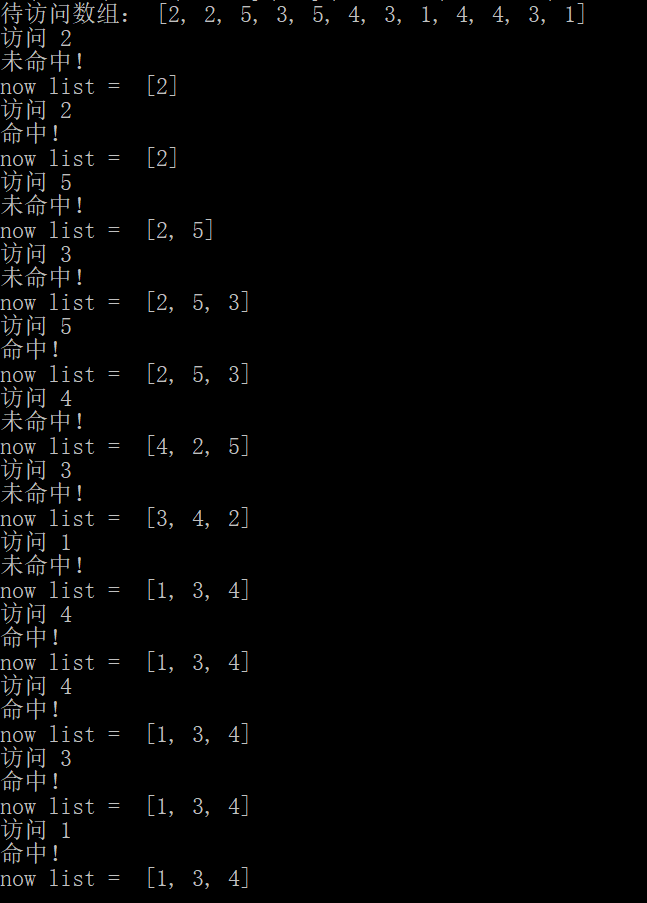 待访问数组： [2, 2, 5, 3, 5, 4, 3, 1, 4, 4, 3, 1]
访问 2
未命中！
now list =  [2]
访问 2
命中！
now list =  [2]
访问 5
未命中！
now list =  [2, 5]
访问 3
未命中！
now list =  [2, 5, 3]
访问 5
命中！
now list =  [2, 5, 3]
访问 4
未命中！
now list =  [4, 2, 5]
访问 3
未命中！
now list =  [3, 4, 2]
访问 1
未命中！
now list =  [1, 3, 4]
访问 4
命中！
now list =  [1, 3, 4]
访问 4
命中！
now list =  [1, 3, 4]
访问 3
命中！
now list =  [1, 3, 4]
访问 1
命中！
now list =  [1, 3, 4]